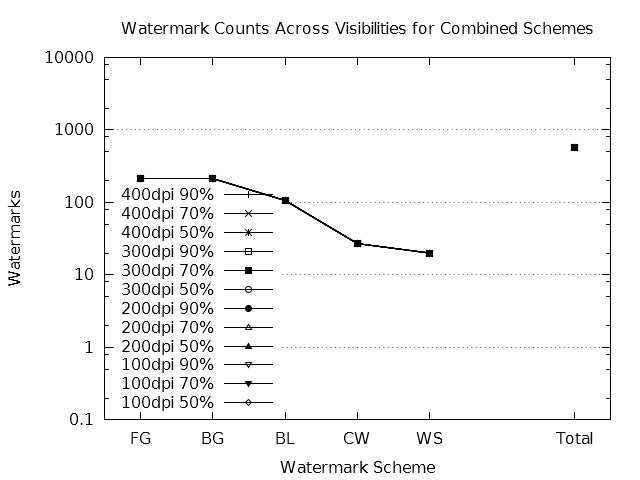 Watermark Counts Across Visibilities for Combined Schemes
10000
1000
100
10
1
0.1
Watermarks
400dpi 90%
400dpi 70%
400dpi 50%
300dpi 90%
300dpi 70%
300dpi 50%
200dpi 90%
200dpi 70%
200dpi 50%
100dpi 90%
100dpi 70%
100dpi 50%
FG BG BL CW WS Total
Watermark Scheme